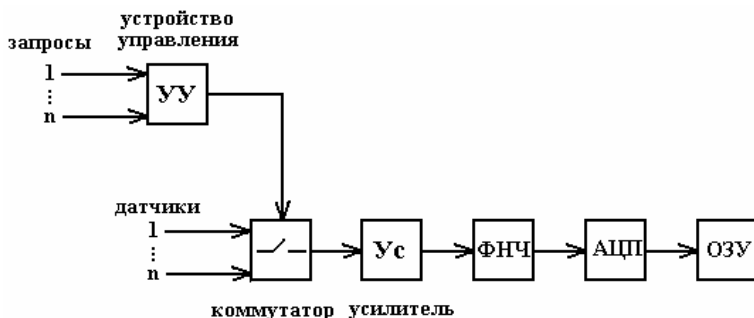 устройство
управления
запросы
1
⋮
n
УУ
датчики
1
⋮
n
Ус
ФНЧ
АЦП
ОЗУ
коммутатор усилитель